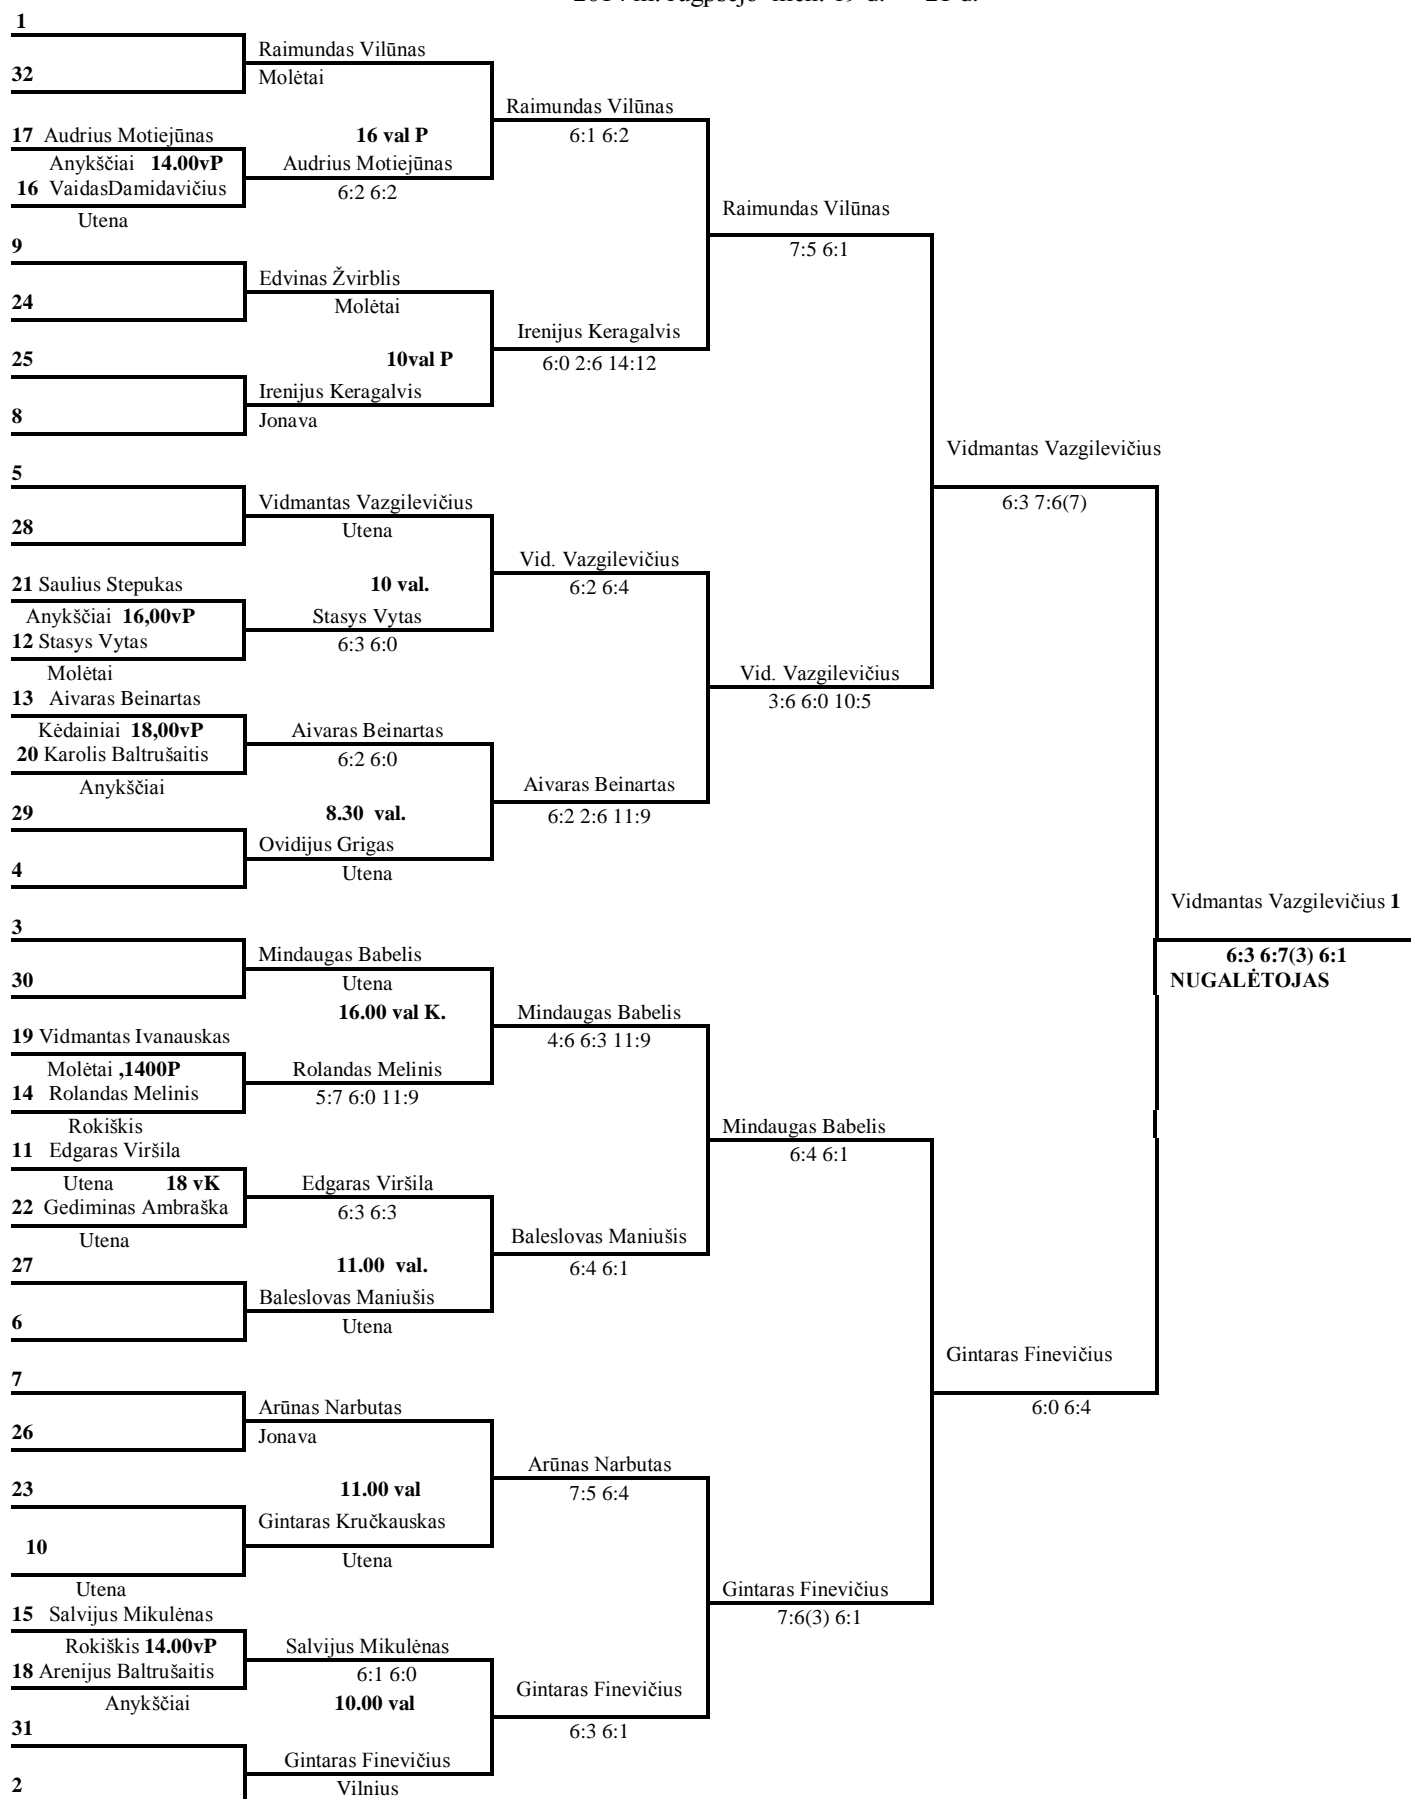 1
Raimundas Vilūnas
32
Molėtai
Raimundas Vilūnas
17 Audrius Motiejūnas
16 val P
6:1 6:2
Anykščiai 14.00vP
Audrius Motiejūnas
16 VaidasDamidavičius
6:2 6:2
Utena
Raimundas Vilūnas
9
7:5 6:1
Edvinas Žvirblis
24
Molėtai
Irenijus Keragalvis
25
10val P
6:0 2:6 14:12
Irenijus Keragalvis
8
Jonava
Vidmantas Vazgilevičius
5
6:3 7:6(7)
Vidmantas Vazgilevičius
28
Utena
Vid. Vazgilevičius
21 Saulius Stepukas
10 val.
6:2 6:4
Anykščiai 16,00vP
Stasys Vytas
12 Stasys Vytas
6:3 6:0
Molėtai
Vid. Vazgilevičius
13 Aivaras Beinartas
3:6 6:0 10:5
Kėdainiai 18,00vP
Aivaras Beinartas
20 Karolis Baltrušaitis
6:2 6:0
Anykščiai
Aivaras Beinartas
29
8.30 val.
6:2 2:6 11:9
Ovidijus Grigas
4
Utena
Vidmantas Vazgilevičius 1
3
6:3 6:7(3) 6:1
Mindaugas Babelis
30
Utena
NUGALĖTOJAS
16.00 val K.
Mindaugas Babelis
19 Vidmantas Ivanauskas
4:6 6:3 11:9
Molėtai ,1400P
Rolandas Melinis
14 Rolandas Melinis
5:7 6:0 11:9
Rokiškis
Mindaugas Babelis
11 Edgaras Viršila
6:4 6:1
Utena 18 vK
Edgaras Viršila
22 Gediminas Ambraška
6:3 6:3
Utena
Baleslovas Maniušis
27
11.00 val.
6:4 6:1
Baleslovas Maniušis
6
Utena
Gintaras Finevičius
7
6:0 6:4
Arūnas Narbutas
26
Jonava
Arūnas Narbutas
23
11.00 val
7:5 6:4
Gintaras Kručkauskas
10
Utena
Utena
Gintaras Finevičius
15 Salvijus Mikulėnas
7:6(3) 6:1
Rokiškis 14.00vP
Salvijus Mikulėnas
18 Arenijus Baltrušaitis
6:1 6:0
Anykščiai
10.00 val
Gintaras Finevičius
31
6:3 6:1
Gintaras Finevičius
2
Vilnius